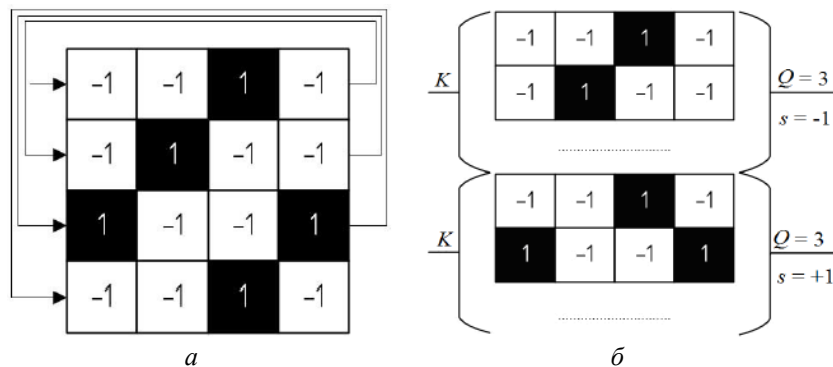 -1 -1 1 -1
-1 1 -1 -1
1 -1 -1 1
-1 -1 1 -1
а
K
-1 -1 1 -1
-1 1 -1 -1
..........................
Q = 3
s = -1
K
-1 -1 1 -1
1 -1 -1 1
..........................
Q = 3
s = +1
б